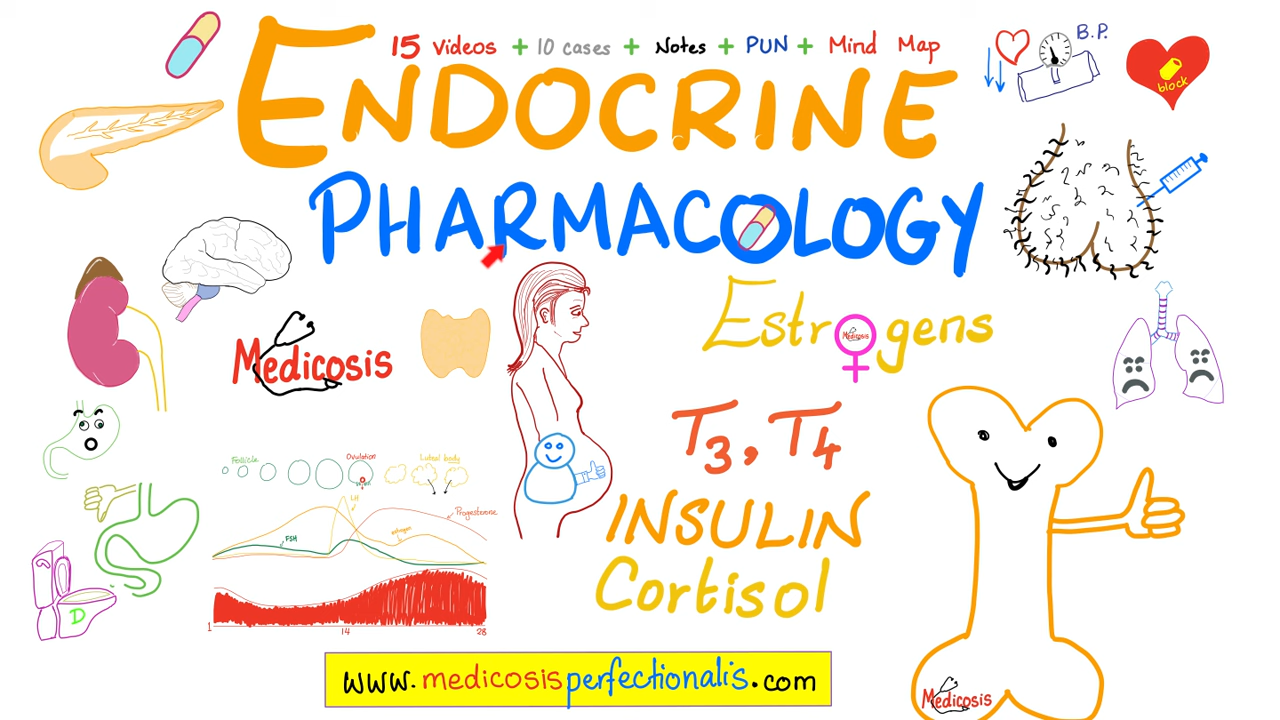 15 Videos + 10 cases + Notes + PUN + Mind Map
B.P.
block
ENDOCRINE
PHARMACOLOGY
Estrogens
Medicosis
Medicosis
T3, T4
INSULIN
Cortisol
Follicle
Ovulation
Luteal body
LH
Progesterone
estrogen
FSH
D
1
14
28
www.medicosisperfectionalis.com
Medicosis